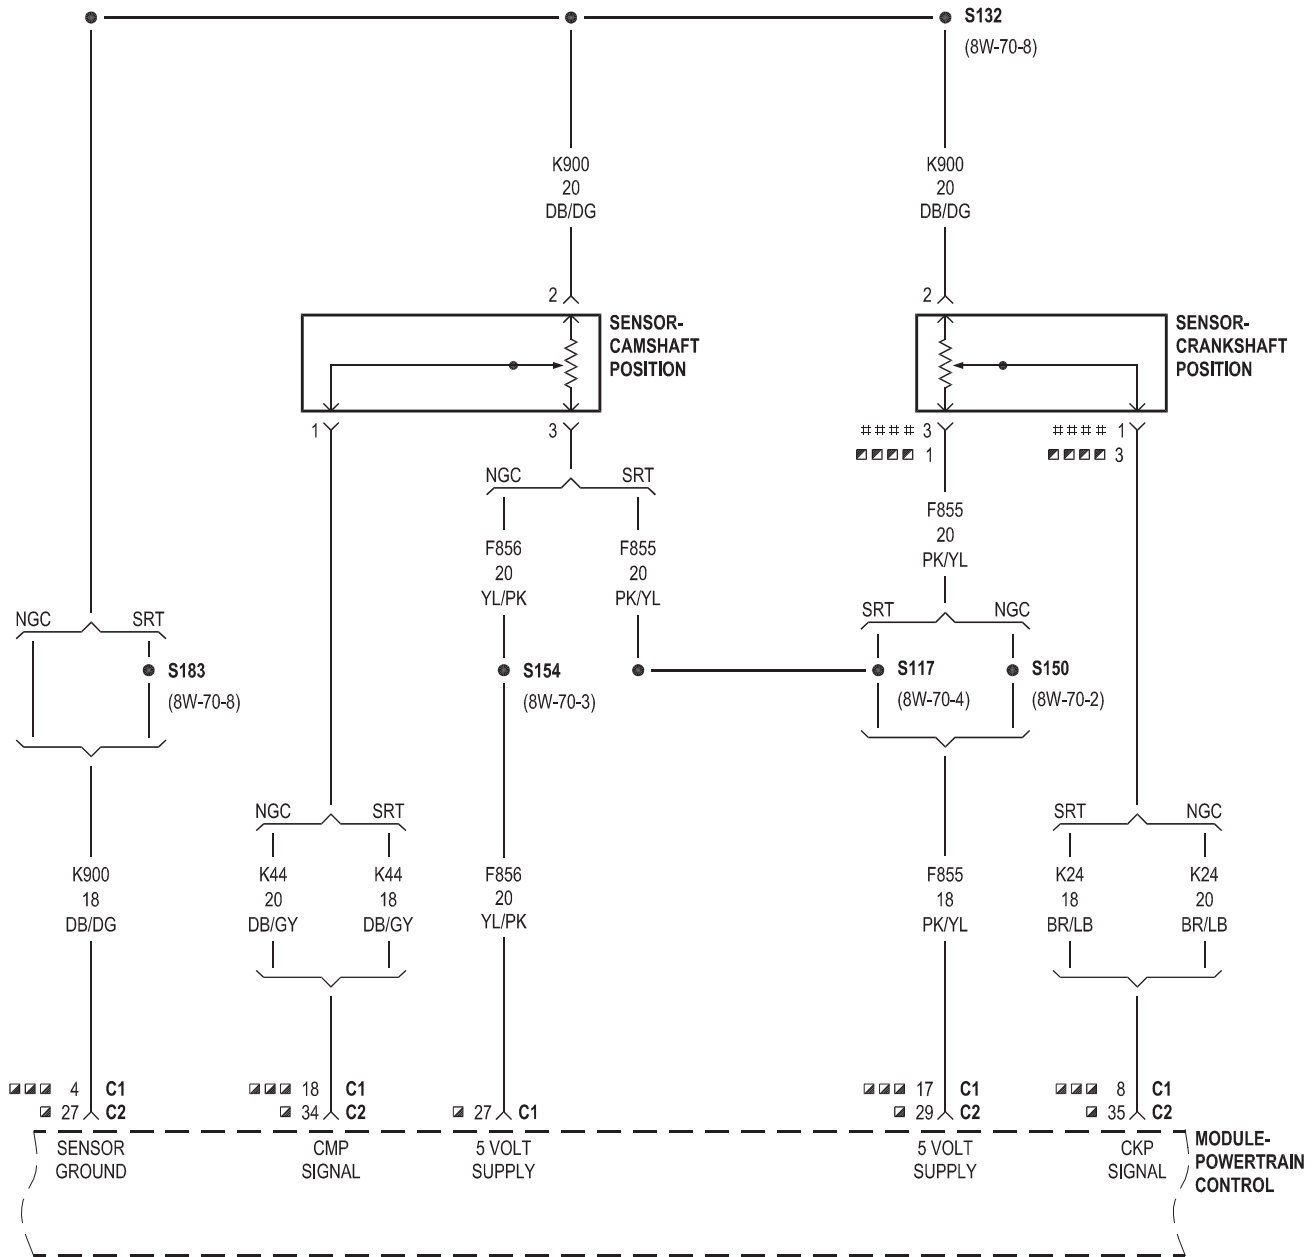 S132
(8W-70-8)
K900
20
DB/DG
K900
20
DB/DG
2
2
SENSOR-
CAMSHAFT
POSITION
SENSOR-
CRANKSHAFT
POSITION
1
3
# # # # 3
1
# # # # 1
3
NGC
SRT
F856
20
YL/PK
F855
20
PK/YL
F855
20
PK/YL
NGC
SRT
SRT
NGC
S183
(8W-70-8)
S154
(8W-70-3)
S117
(8W-70-4)
S150
(8W-70-2)
NGC
SRT
SRT
NGC
K900
18
DB/DG
K44
20
DB/GY
K44
18
DB/GY
F856
20
YL/PK
F855
18
PK/YL
K24
18
BR/LB
K24
20
BR/LB
4 C1
27 C2
18 C1
34 C2
27 C1
17 C1
29 C2
8 C1
35 C2
SENSOR
GROUND
CMP
SIGNAL
5 VOLT
SUPPLY
5 VOLT
SUPPLY
CKP
SIGNAL
MODULE-
POWERTRAIN
CONTROL